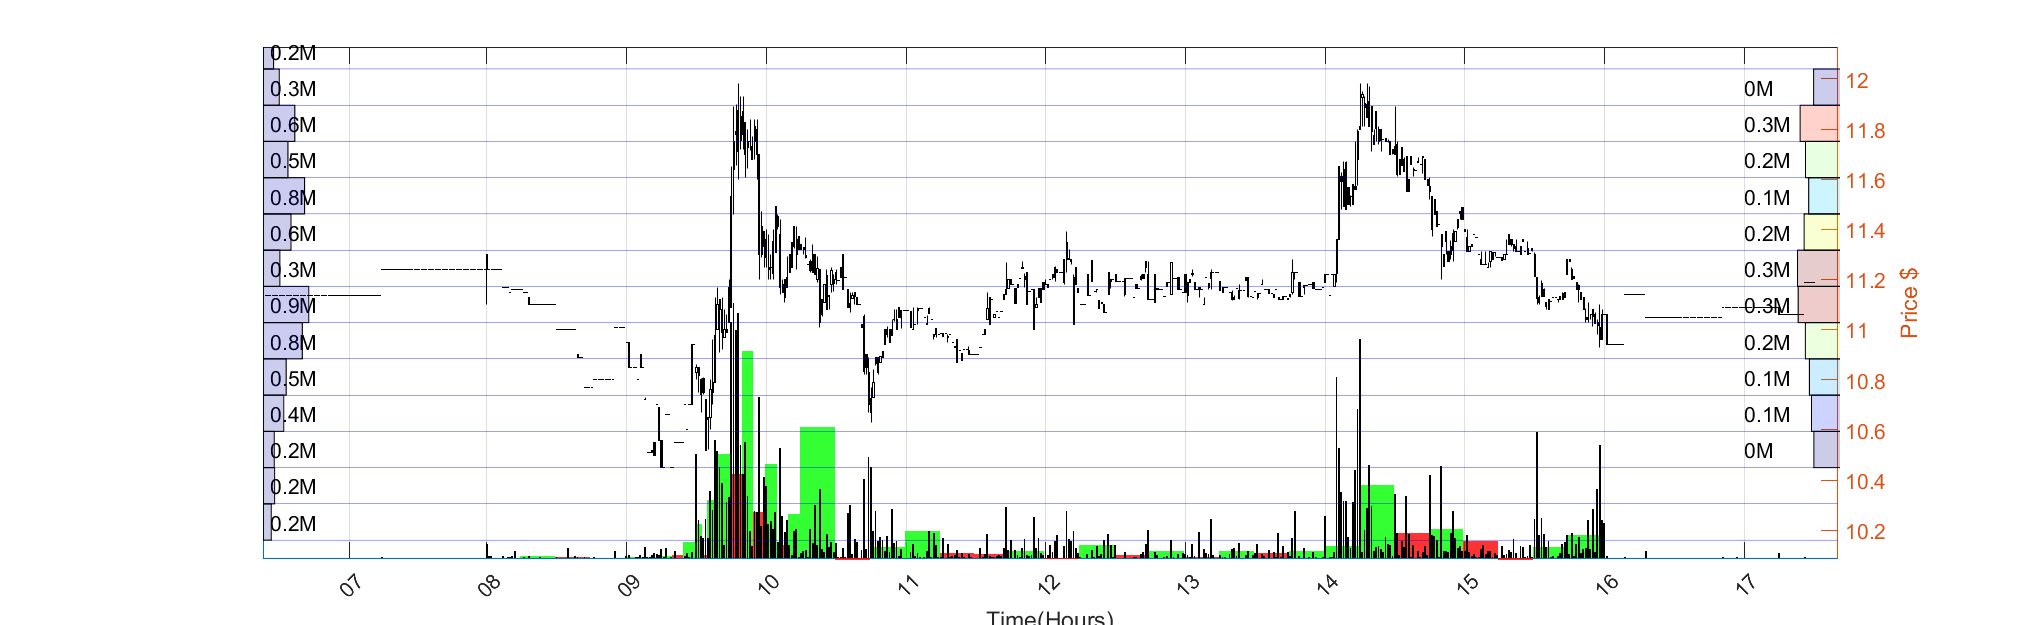 0.2M
0.3M 0M 12
0.6M 0.3M 11.8
0.5M 0.2M 11.6
0.8M 0.1M
0.6M 0.2M 11.4
0.3M 0.3M 11.2
0.9M 0.3M 11
0.8M 0.2M
0.5M 0.1M 10.8
0.4M 0.1M 10.6
0.2M 0M
0.2M 10.4
0.2M 10.2
Price $
07 08 09 10 11 12 13 14 15 16 17
Time(Hours)